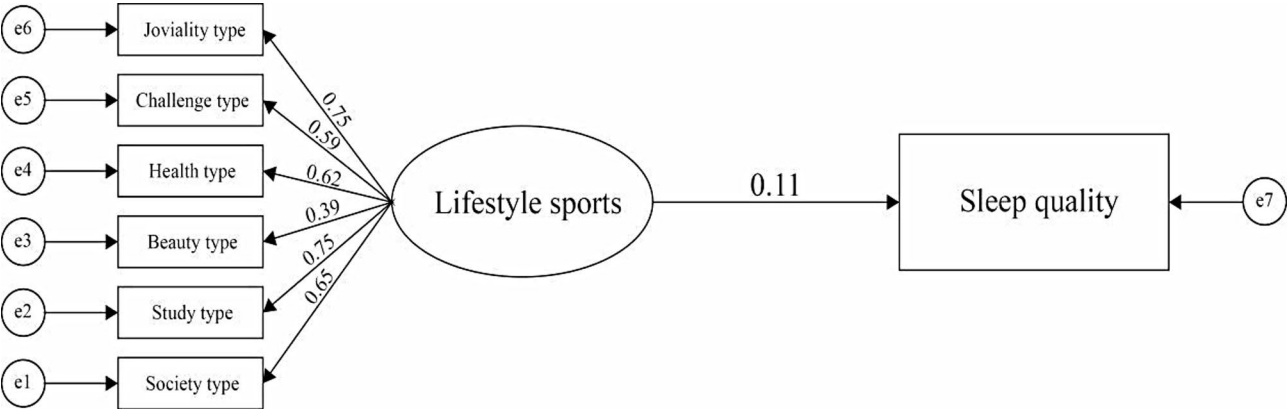 e6
Joviality type
e5
Challenge type
e4
Health type
e3
Beauty type
e2
Study type
e1
Society type
0.75
0.59
0.62
0.39
0.75
0.65
Lifestyle sports
0.11
Sleep quality
e7